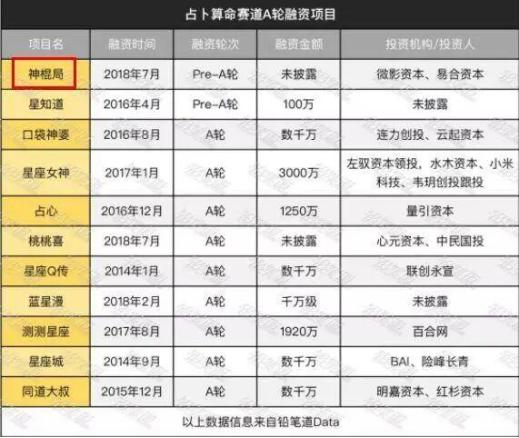 占卜算命赛道A轮融资项目
项目名 融资时间 融资轮次 融资金额 投资机构/投资人
神棍局 2018年7月 Pre-A轮 未披露 微影资本、易合资本
星知道 2016年4月 Pre-A轮 100万 未披露
口袋神婆 2016年8月 A轮 数千万 连力创投、云起资本
星座女神 2017年1月 A轮 3000万 左驭资本领投，水木资本、小米
科技、韦玥创投跟投
占心 2016年12月 A轮 1250万 量引资本
桃桃喜 2018年7月 A轮 未披露 心元资本、中民国投
星座Q传 2014年1月 A轮 数千万 联创永宣
蓝星漫 2018年2月 A轮 千万级 未披露
测测星座 2017年8月 A轮 1920万 百合网
星座城 2014年9月 A轮 数千万 BAI、险峰长青
同道大叔 2015年12月 A轮 数千万 明嘉资本、红杉资本
以上数据信息来自铅笔道Data